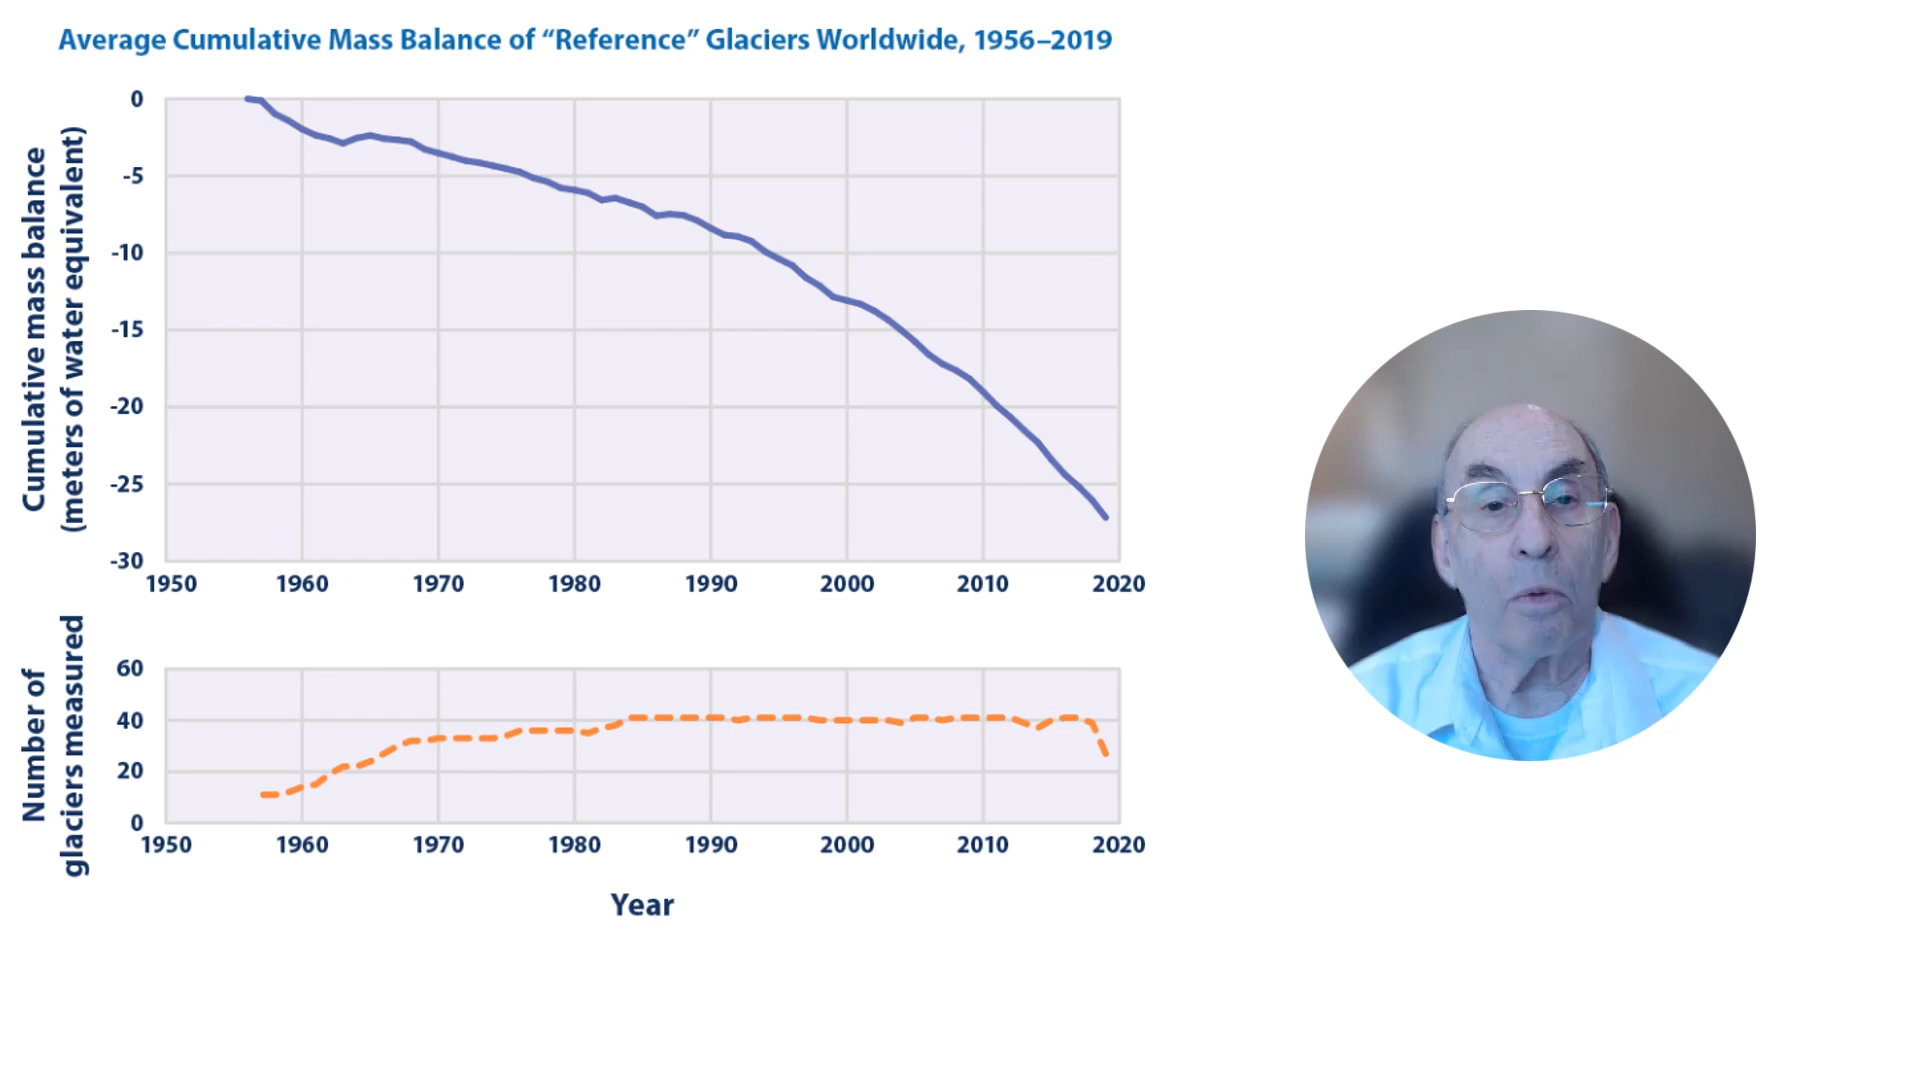 Average Cumulative Mass Balance of “Reference” Glaciers Worldwide, 1956–2019
Cumulative mass balance
(meters of water equivalent)
0
-5
-10
-15
-20
-25
-30
1950 1960 1970 1980 1990 2000 2010 2020
Number of
glaciers measured
60
40
20
0
1950 1960 1970 1980 1990 2000 2010 2020
Year